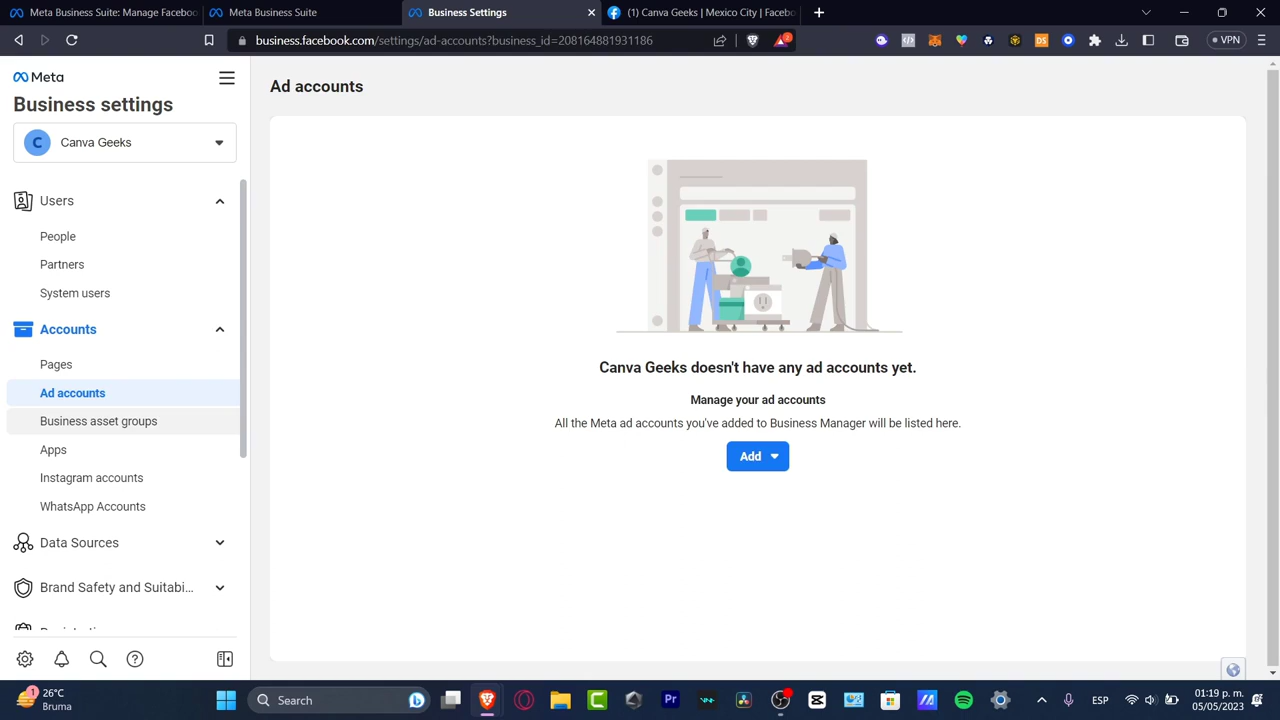 Meta Business Suite: Manage Facebo
Meta Business Suite
Business Settings
(1) Canva Geeks | Mexico City | Facebo
business.facebook.com/settings/ad-accounts?business_id=208164881931186
2
VPN
Meta
Business settings
C
Canva Geeks
Users
People
Partners
System users
Accounts
Pages
Ad accounts
Business asset groups
Apps
Instagram accounts
WhatsApp Accounts
Data Sources
Brand Safety and Suitabi...
Ad accounts
Canva Geeks doesn't have any ad accounts yet.
Manage your ad accounts
All the Meta ad accounts you've added to Business Manager will be listed here.
Add
1
26°C
Bruma
Search
Pr
ESP
01:19 p. m.
05/05/2023